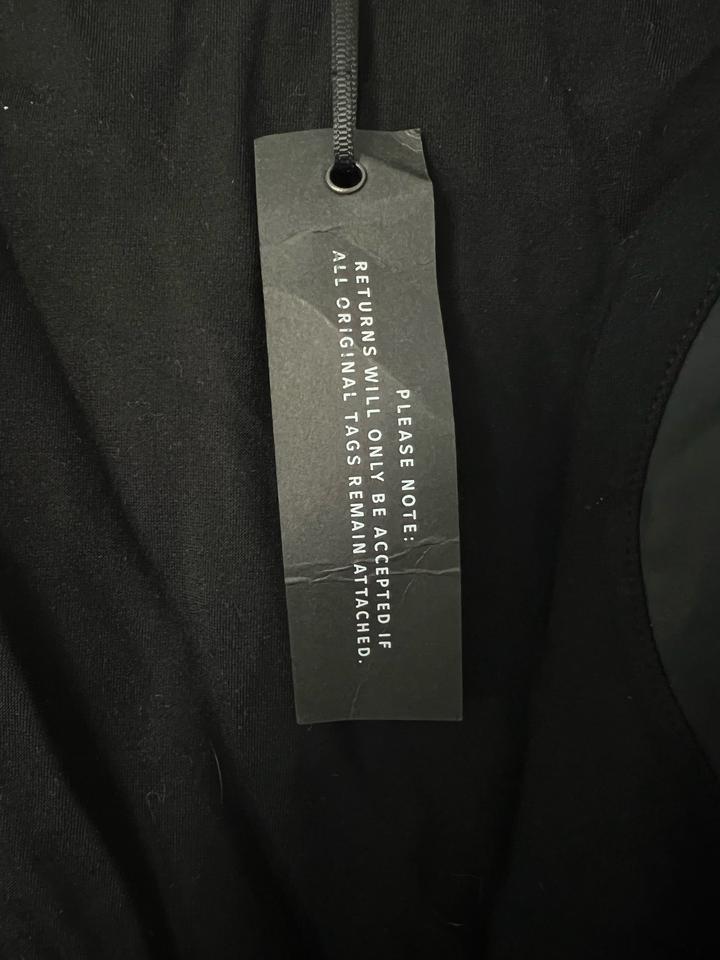 PLEASE NOTE:
RETURNS WILL ONLY BE ACCEPTED IF
ALL ORIGINAL TAGS REMAIN ATTACHED.